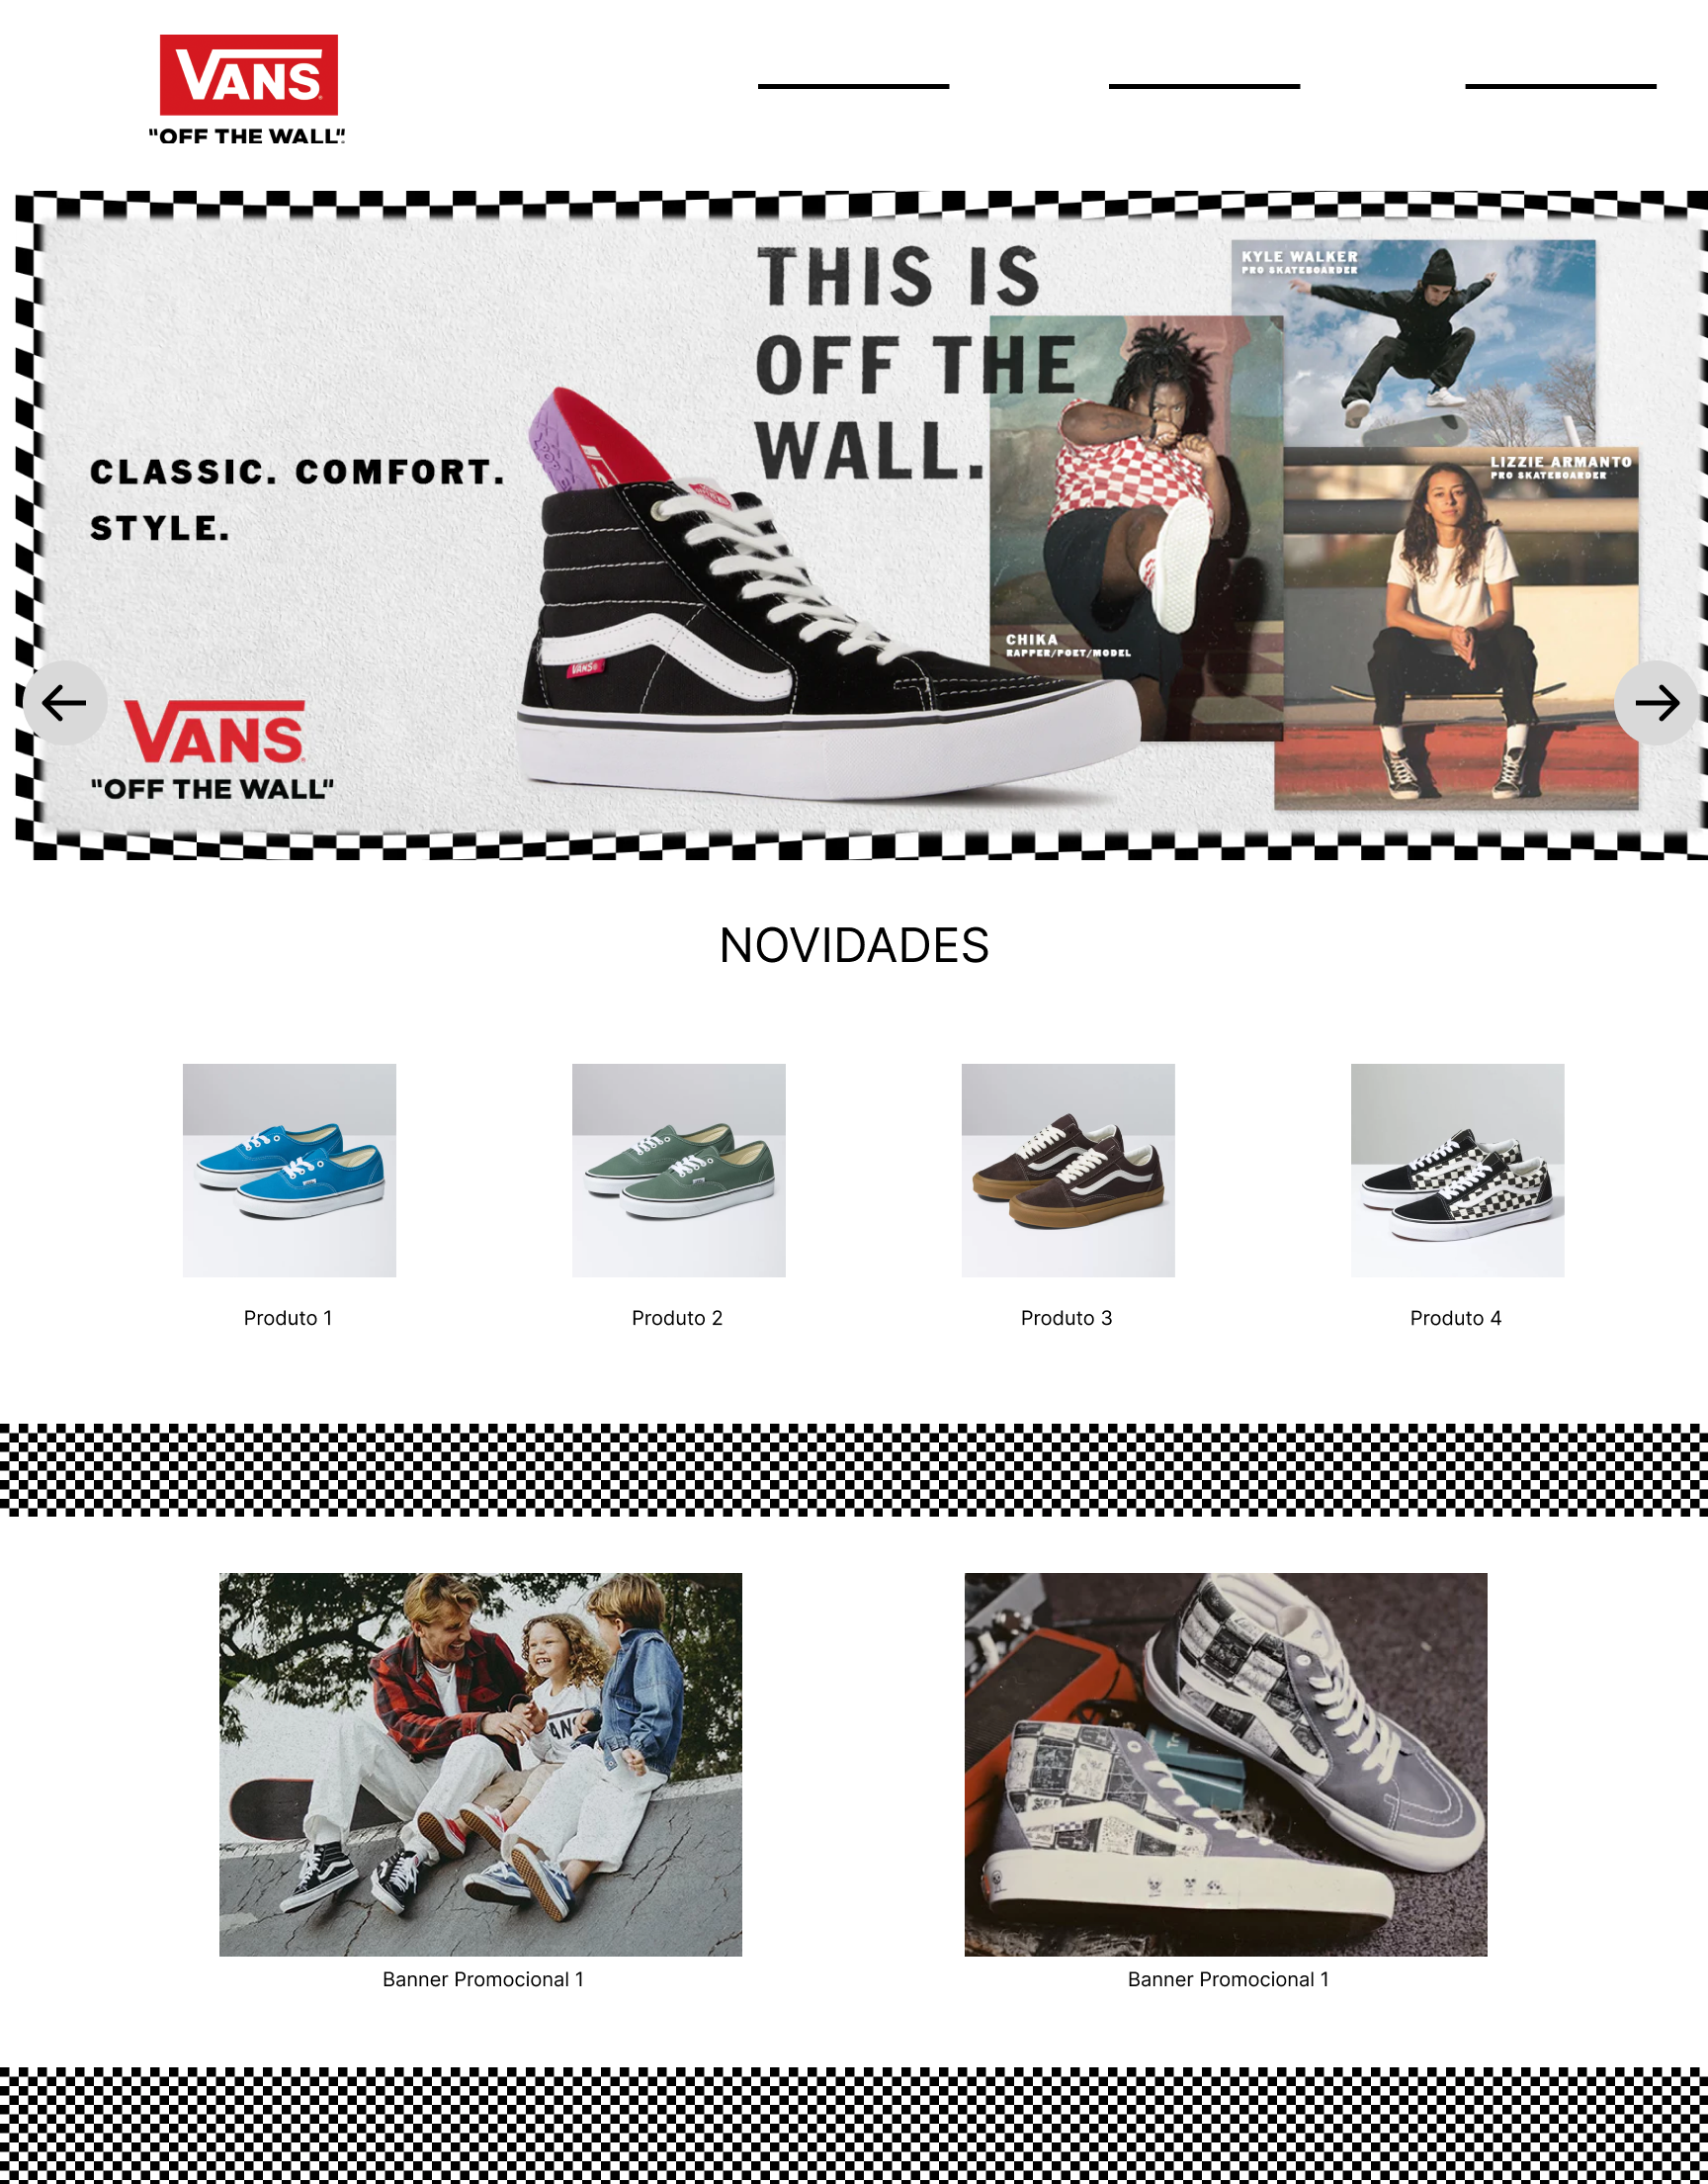 VANS
"OFF THE WALL"
THIS IS
OFF THE
WALL.
KYLE WALKER
PRO SKATEBOARDER
CLASSIC. COMFORT.
STYLE.
LIZZIE ARMANTO
PRO SKATEBOARDER
CHIKA
RAPPER/POET/MODEL
VANS
VANS
"OFF THE WALL"
NOVIDADES
Produto 1
Produto 2
Produto 3
Produto 4
Banner Promocional 1
Banner Promocional 1